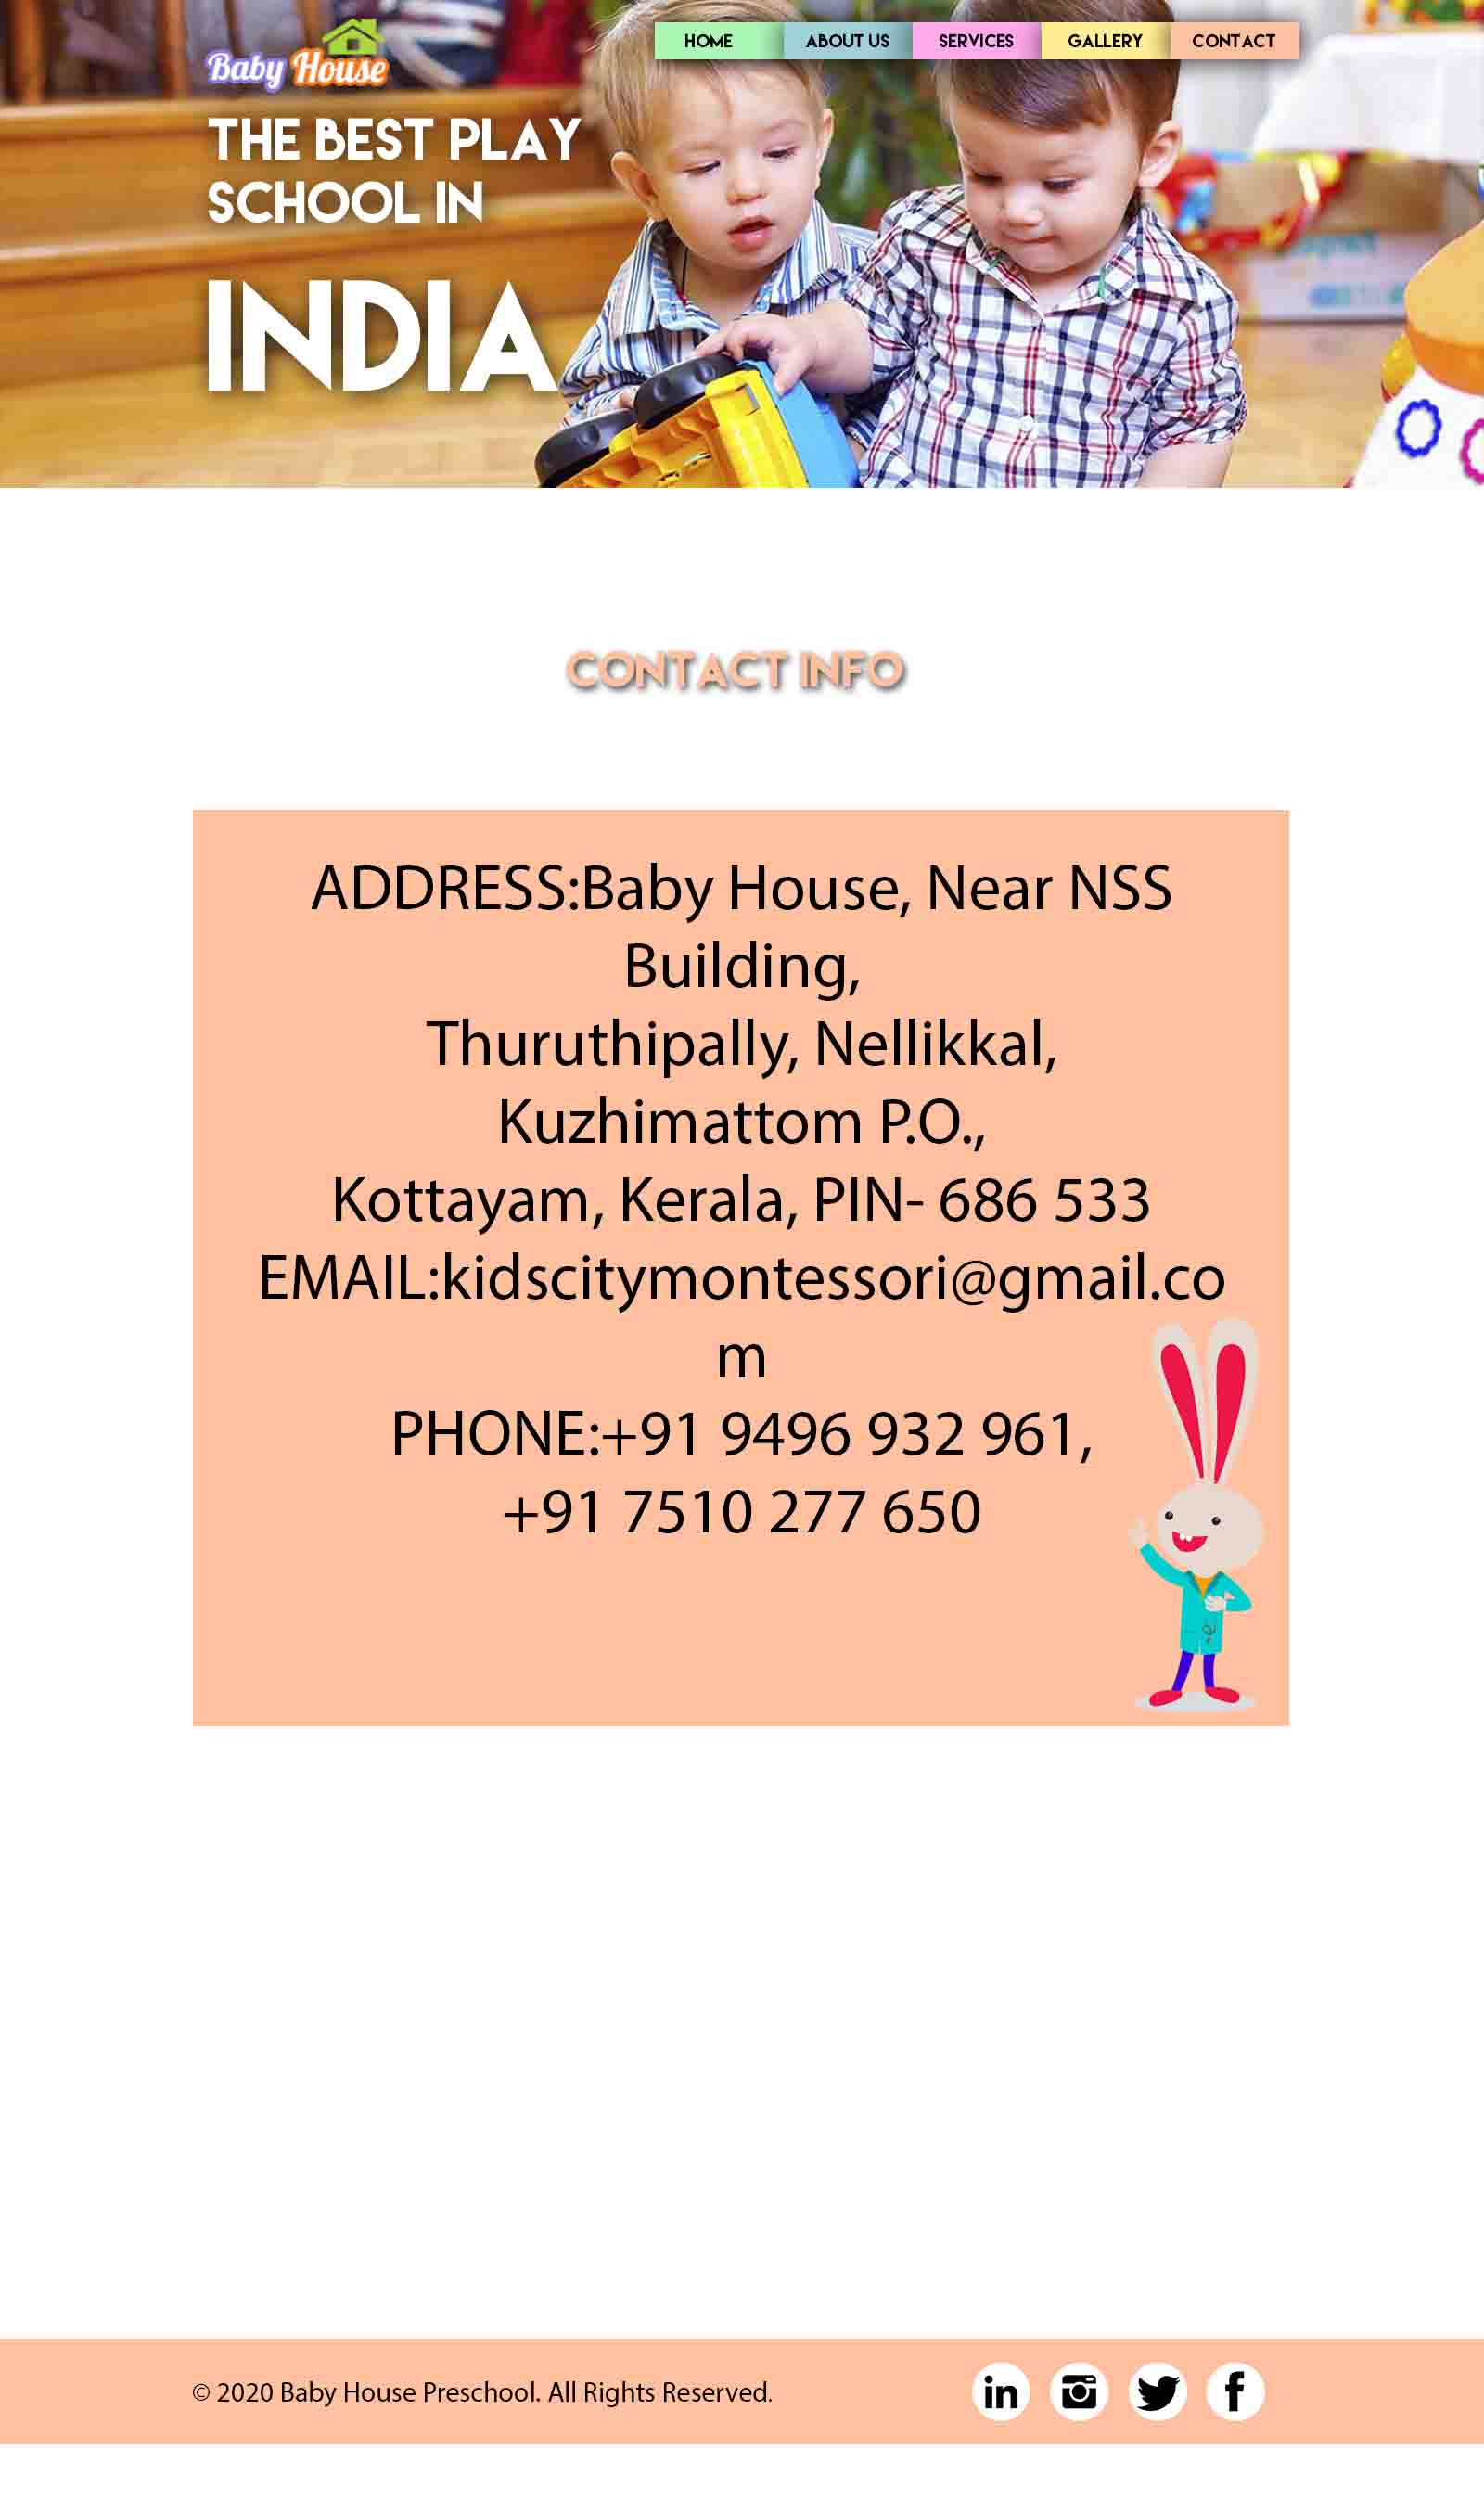 Baby House
HOME
ABOUT US
SERVICES
GALLERY
CONTACT
THE BEST PLAY
SCHOOL IN
INDIA
CONTACT INFO
ADDRESS:Baby House, Near NSS
Building,
Thuruthipally, Nellikkal,
Kuzhimattom P.O.,
Kottayam, Kerala, PIN- 686 533
EMAIL:kidscitymontessori@gmail.co
m
PHONE:+91 9496 932 961,
+91 7510 277 650
© 2020 Baby House Preschool. All Rights Reserved.